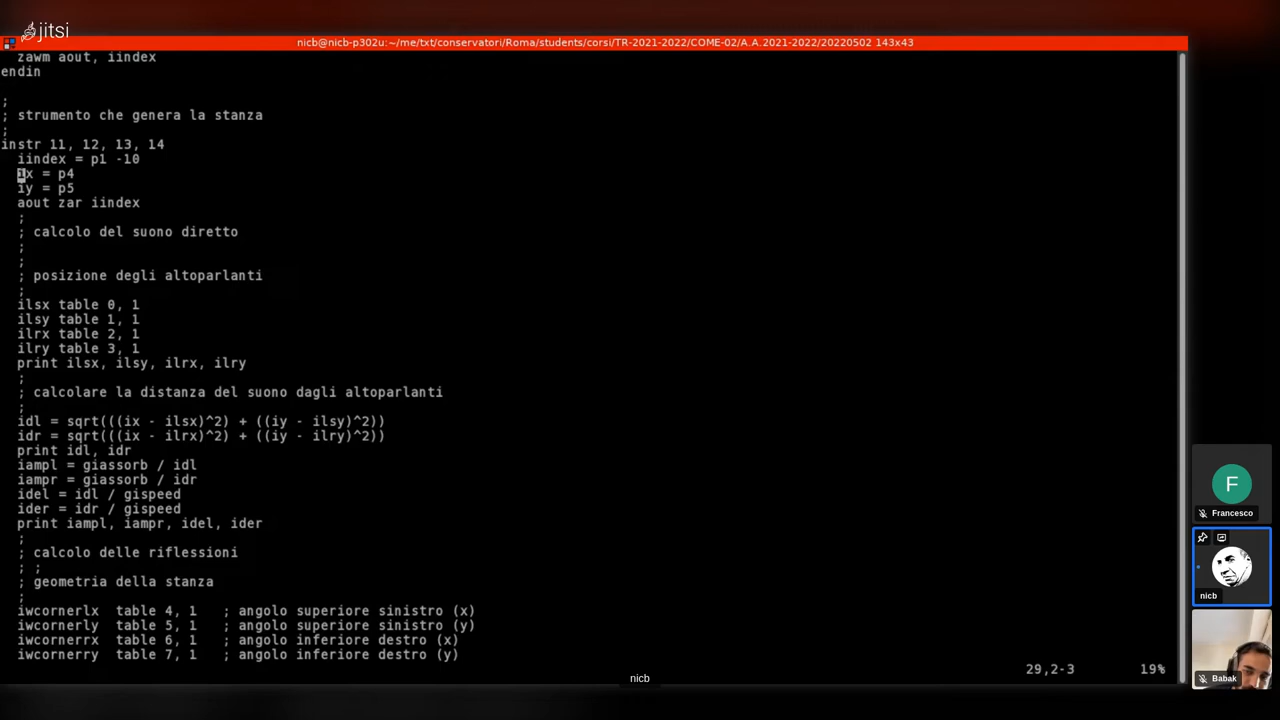 jitsi
nicb@nicb-p302u:~/me/txt/conservatori/Roma/students/corsi/TR-2021-2022/COME-02/A.A.2021-2022/20220502 143x43
zawm aout, iindex
endin
;
; strumento che genera la stanza
;
instr 11, 12, 13, 14
iindex = p1 -10
ix = p4
iy = p5
aout zar iindex
;
; calcolo del suono diretto
;
;
; posizione degli altoparlanti
;
ilsx table 0, 1
ilsy table 1, 1
ilrx table 2, 1
ilry table 3, 1
print ilsx, ilsy, ilrx, ilry
;
; calcolare la distanza del suono dagli altoparlanti
;
idl = sqrt(((ix - ilsx)^2) + ((iy - ilsy)^2))
idr = sqrt(((ix - ilrx)^2) + ((iy - ilry)^2))
print idl, idr
iampl = giassorb / idl
iampr = giassorb / idr
idel = idl / gispeed
ider = idr / gispeed
print iampl, iampr, idel, ider
;
; calcolo delle riflessioni
; ;
; geometria della stanza
;
iwcornerlx table 4, 1 ; angolo superiore sinistro (x)
iwcornerly table 5, 1 ; angolo superiore sinistro (y)
iwcornerrx table 6, 1 ; angolo inferiore destro (x)
iwcornerry table 7, 1 ; angolo inferiore destro (y)
29,2-3 19%
nicb
F
Francesco
nicb
Babak